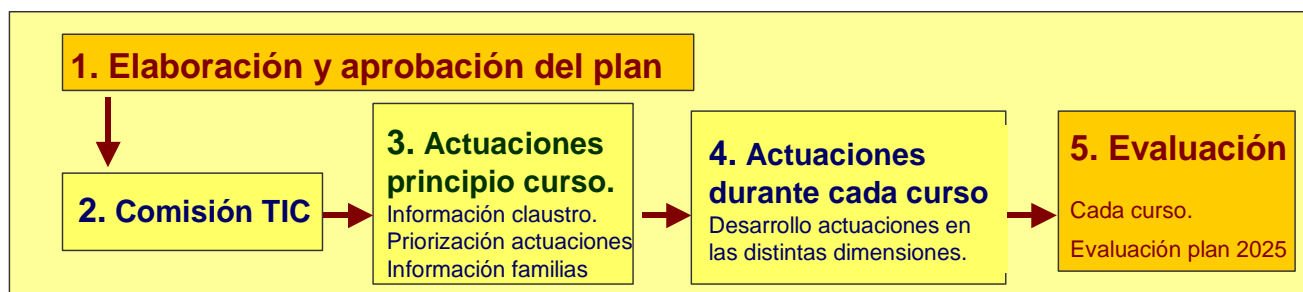 1. Elaboración y aprobación del plan
2. Comisión TIC
3. Actuaciones
principio curso.
Información claustro.
Priorización actuaciones
Información familias
4. Actuaciones
durante cada curso
Desarrollo actuaciones en
las distintas dimensiones.
5. Evaluación
Cada curso.
Evaluación plan 2025